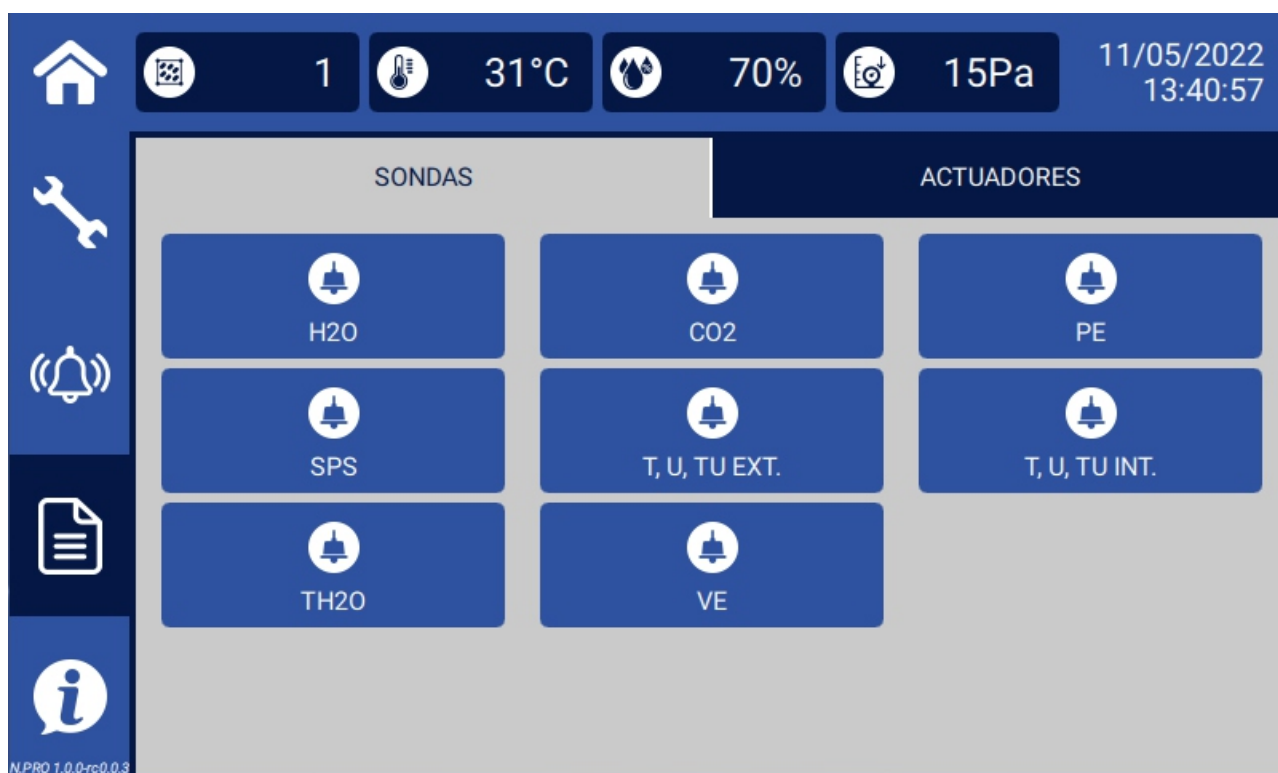 1
31°C
70%
15Pa
11/05/2022
13:40:57
SONDAS
ACTUADORES
H2O
CO2
PE
SPS
T, U, TU EXT.
T, U, TU INT.
TH2O
VE
N.PRO 1.0.0-rc0.0.3